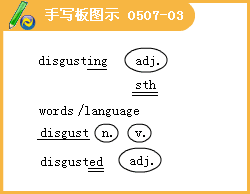 手写板图示 0507-03
disgusting adj.
sth
words/language
disgust n. v.
disgusted adj.